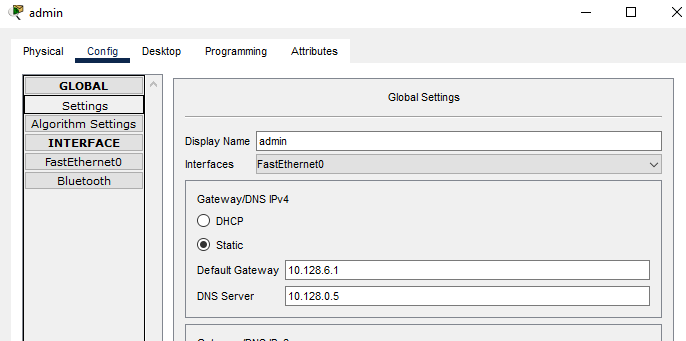 admin
Physical Config Desktop Programming Attributes
GLOBAL
Settings
Algorithm Settings
INTERFACE
FastEthernet0
Bluetooth
Global Settings
Display Name admin
Interfaces FastEthernet0
Gateway/DNS IPv4
DHCP
Static
Default Gateway 10.128.6.1
DNS Server 10.128.0.5